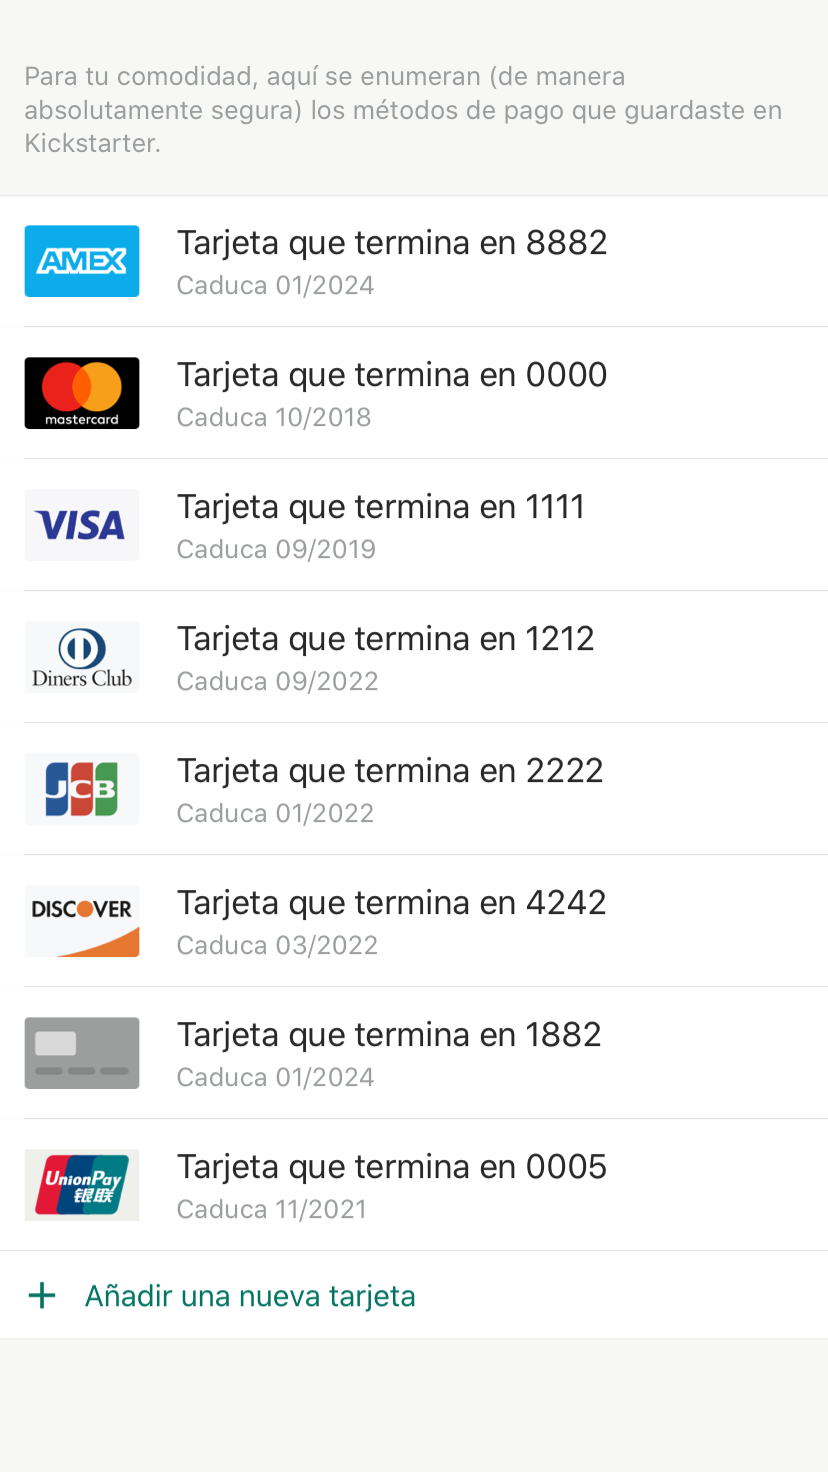 Para tu comodidad, aquí se enumeran (de manera
absolutamente segura) los métodos de pago que guardaste en
Kickstarter.
AMEX
Tarjeta que termina en 8882
Caduca 01/2024
mastercard
Tarjeta que termina en 0000
Caduca 10/2018
VISA
Tarjeta que termina en 1111
Caduca 09/2019
Diners Club
Tarjeta que termina en 1212
Caduca 09/2022
JCB
Tarjeta que termina en 2222
Caduca 01/2022
DISCOVER
Tarjeta que termina en 4242
Caduca 03/2022
Tarjeta que termina en 1882
Caduca 01/2024
UnionPay
银联
Tarjeta que termina en 0005
Caduca 11/2021
+ Añadir una nueva tarjeta